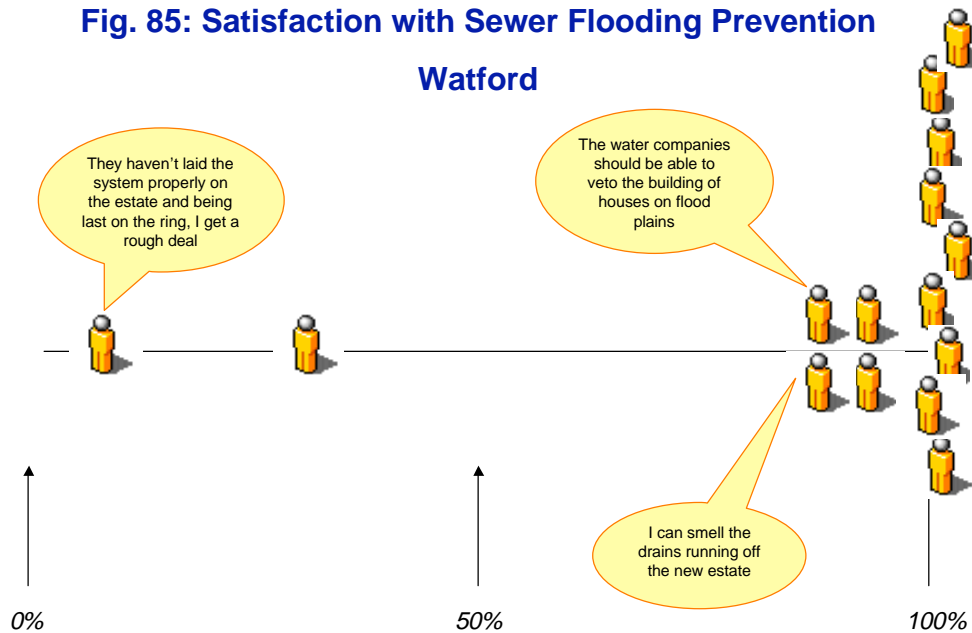 Fig. 85: Satisfaction with Sewer Flooding Prevention
Watford
They haven’t laid the
system properly on
the estate and being
last on the ring, I get a
rough deal
The water companies
should be able to
veto the building of
houses on flood
plains
I can smell the
drains running off
the new estate
0%
50%
100%